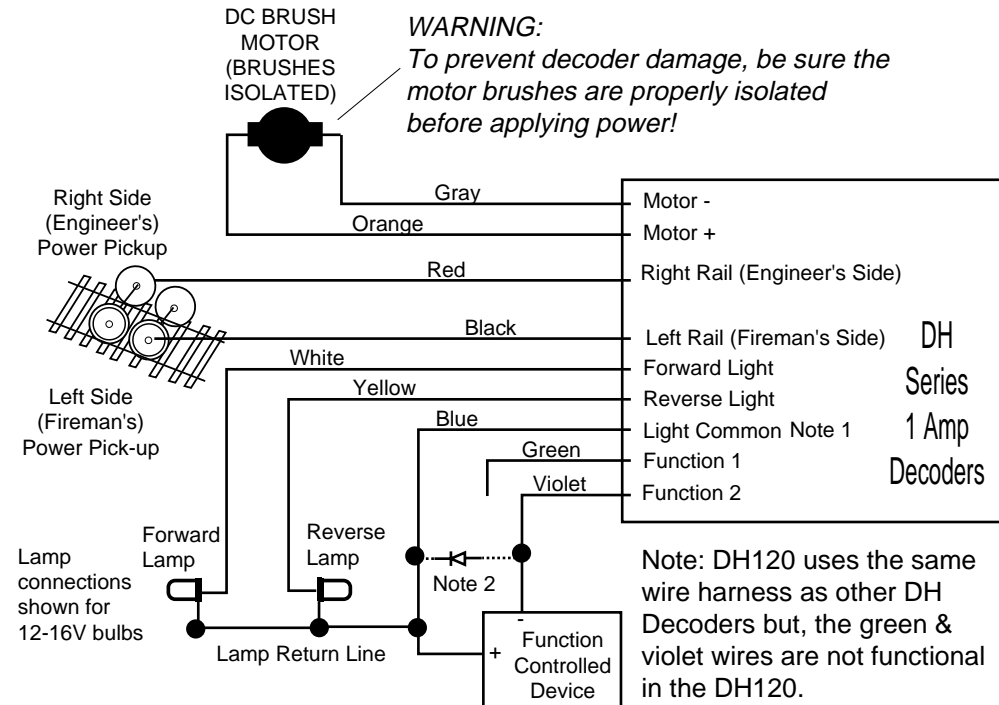 DC BRUSH
MOTOR
(BRUSHES
ISOLATED)
WARNING:
To prevent decoder damage, be sure the
motor brushes are properly isolated
before applying power!
Right Side
(Engineer's)
Power Pickup
Left Side
(Fireman's)
Power Pick-up
Gray
Orange
Red
Black
White
Yellow
Blue
Green
Violet
Motor -
Motor +
Right Rail (Engineer's Side)
Left Rail (Fireman's Side)
Forward Light
Reverse Light
Light Common Note 1
Function 1
Function 2
DH
Series
1 Amp
Decoders
Lamp
connections
shown for
12-16V bulbs
Forward
Lamp
Reverse
Lamp
Note 2
Lamp Return Line
-
+
Function
Controlled
Device
Note: DH120 uses the same
wire harness as other DH
Decoders but, the green &
violet wires are not functional
in the DH120.